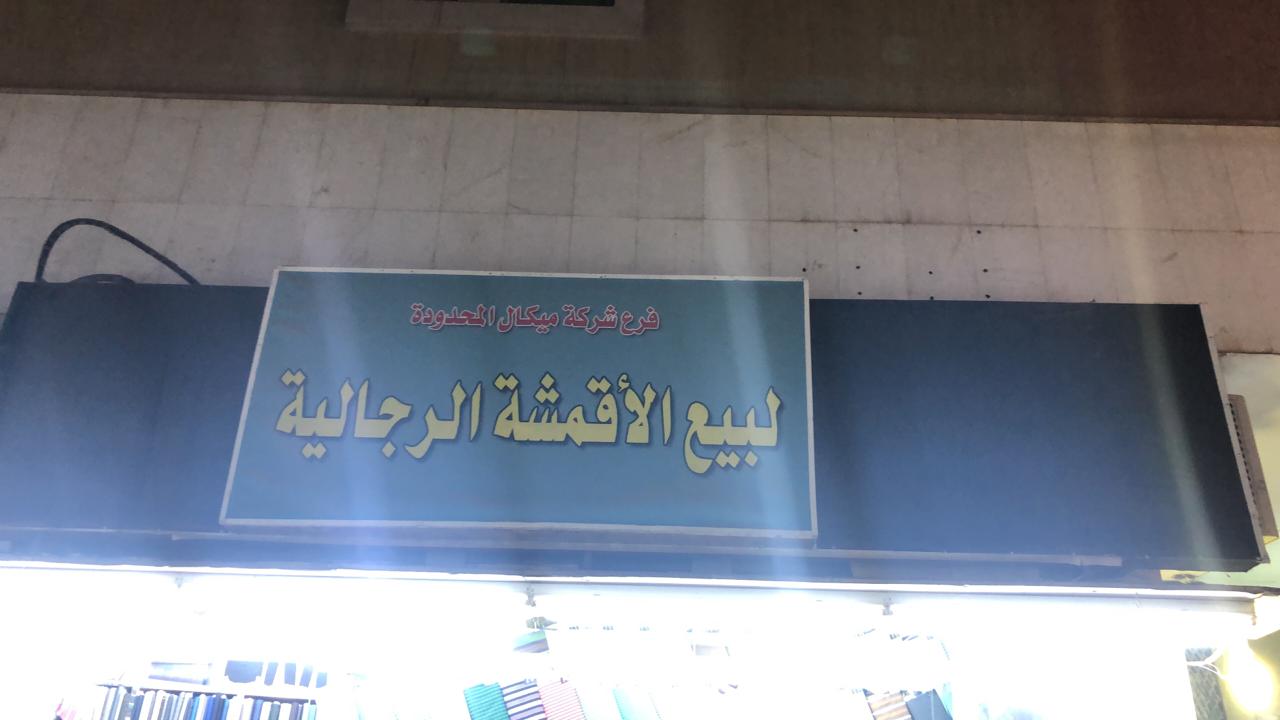 فرع شركة ميكال المحدودة
لبيع الأقمشة الرجالية